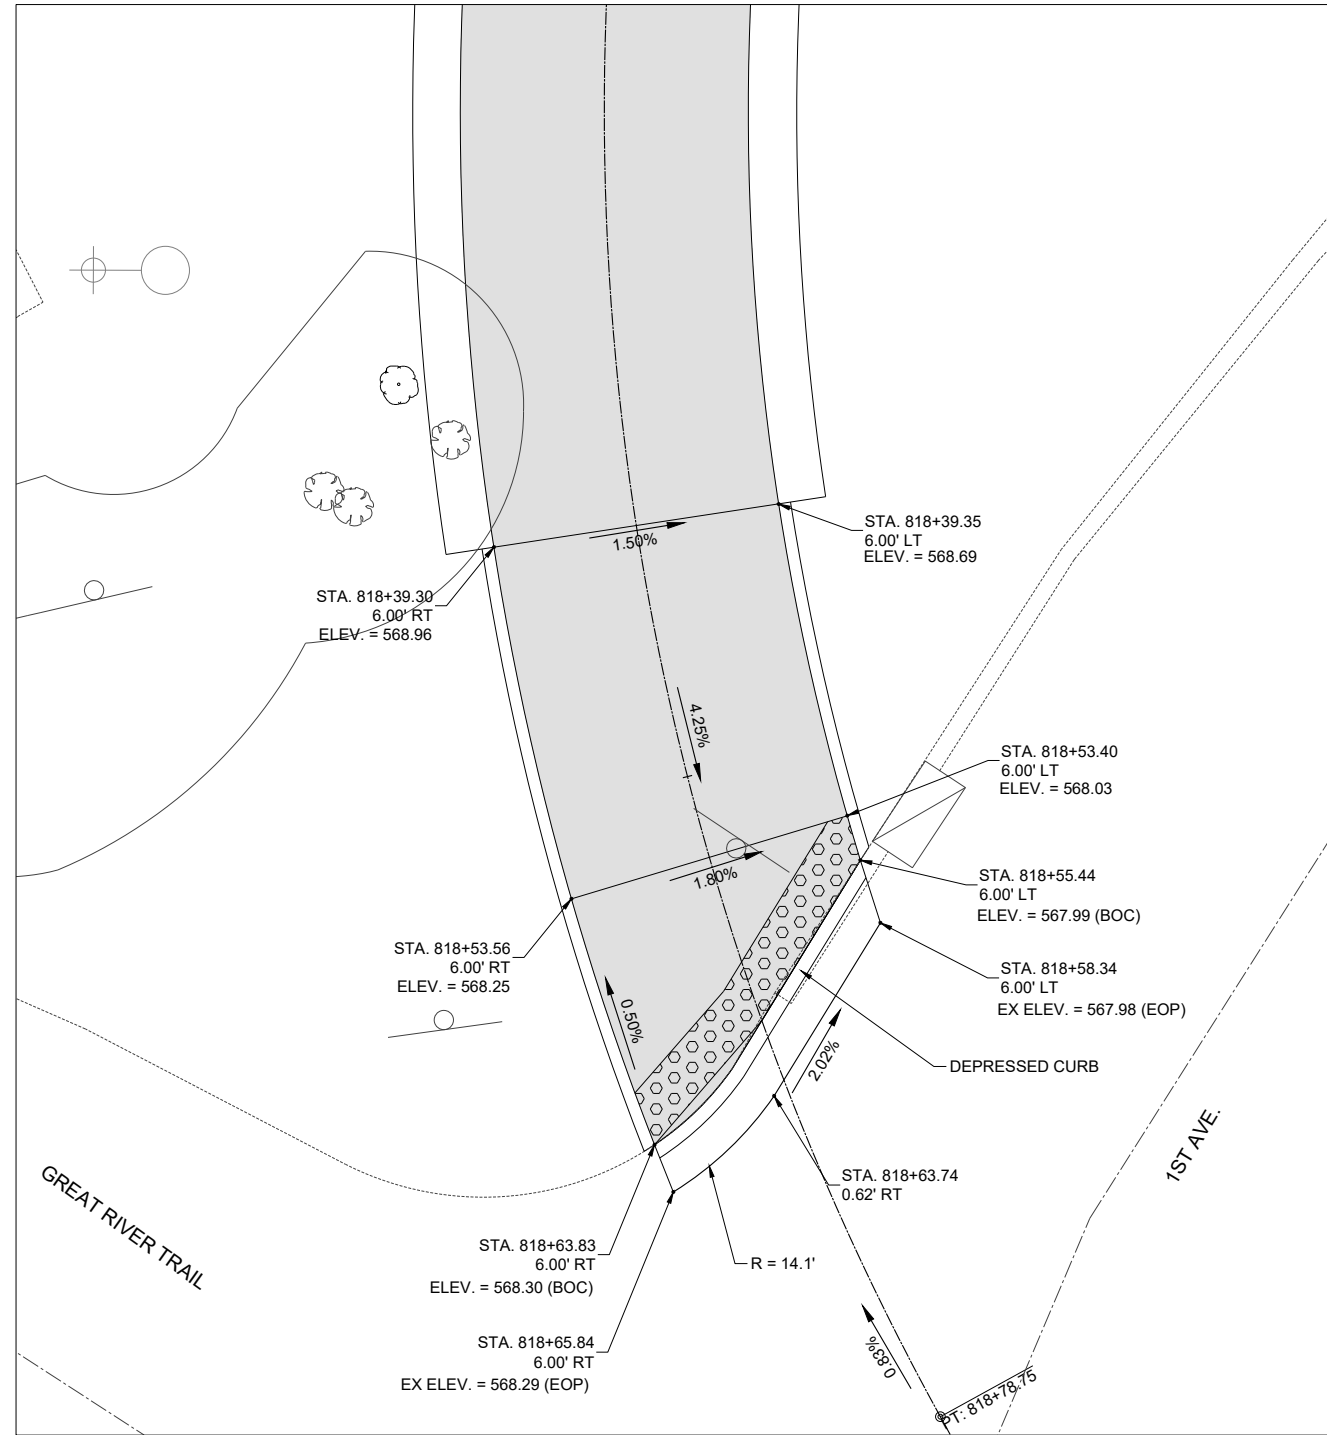 STA. 818+39.35
6.00' LT
ELEV. = 568.69
1.50%
STA. 818+39.30
6.00' RT
ELEV. = 568.96
4.25%
STA. 818+53.40
6.00' LT
ELEV. = 568.03
1.80%
STA. 818+55.44
6.00' LT
ELEV. = 567.99 (BOC)
STA. 818+53.56
6.00' RT
ELEV. = 568.25
STA. 818+58.34
6.00' LT
EX ELEV. = 567.98 (EOP)
0.50%
2.02%
DEPRESSED CURB
1ST AVE.
GREAT RIVER TRAIL
STA. 818+63.74
0.62' RT
STA. 818+63.83
6.00' RT
ELEV. = 568.30 (BOC)
R = 14.1'
STA. 818+65.84
6.00' RT
EX ELEV. = 568.29 (EOP)
0.83%
PT: 818+78.75